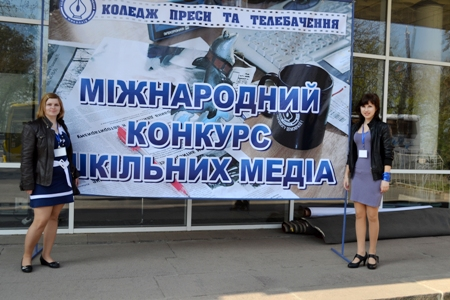 КОЛЕДЖ ПРЕСИ ТА ТЕЛЕБАЧЕННЯ
МІЖНАРОДНИЙ
КОНКУРС
ШКІЛЬНИХ МЕДІА